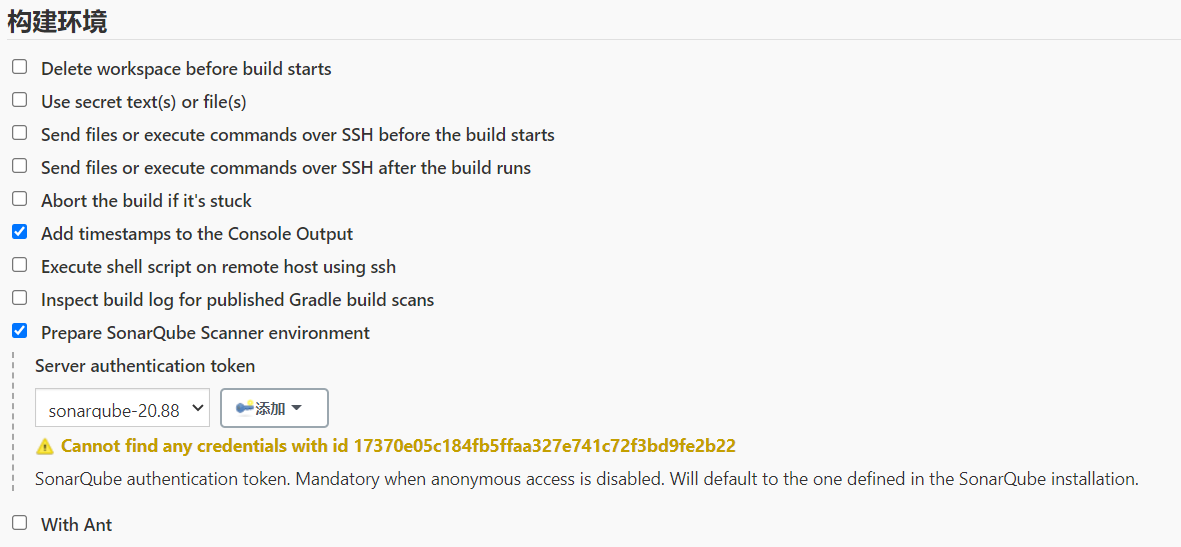 构建环境
Delete workspace before build starts
Use secret text(s) or file(s)
Send files or execute commands over SSH before the build starts
Send files or execute commands over SSH after the build runs
Abort the build if it's stuck
Add timestamps to the Console Output
Execute shell script on remote host using ssh
Inspect build log for published Gradle build scans
Prepare SonarQube Scanner environment
Server authentication token
sonarqube-20.88 添加
Cannot find any credentials with id 17370e05c184fb5ffaa327e741c72f3bd9fe2b22
SonarQube authentication token. Mandatory when anonymous access is disabled. Will default to the one defined in the SonarQube installation.
With Ant